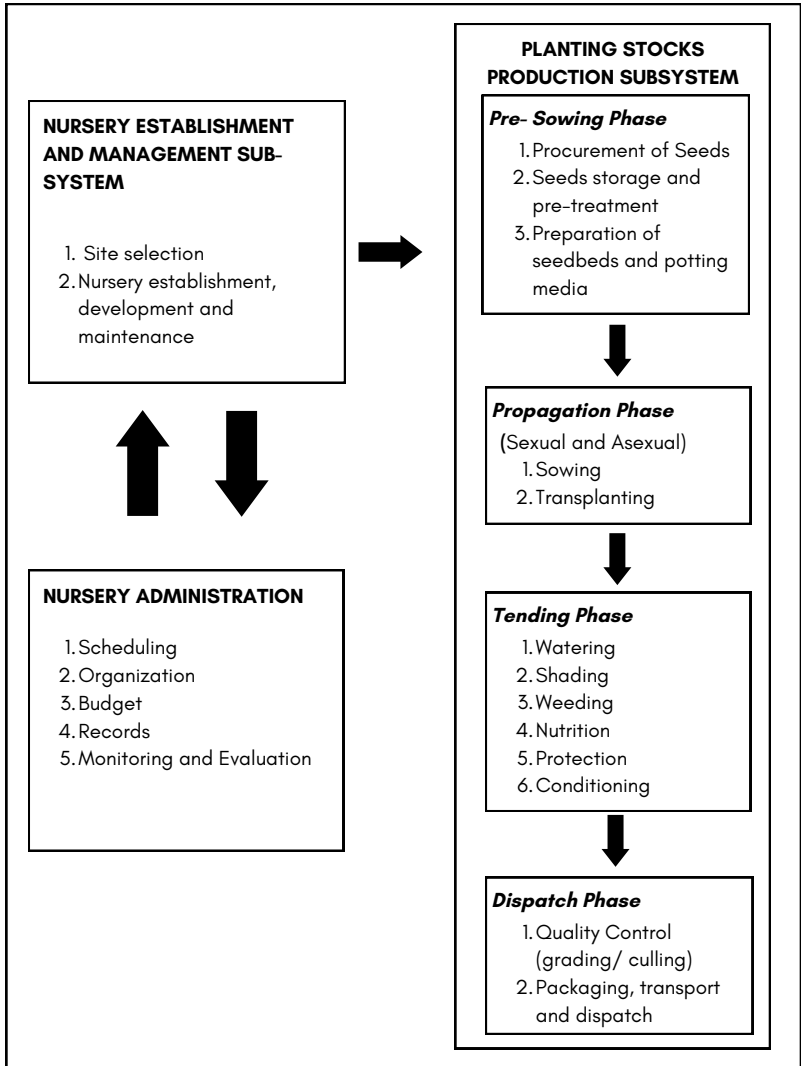 NURSERY ESTABLISHMENT
AND MANAGEMENT SUB-
SYSTEM
1. Site selection
2. Nursery establishment,
development and
maintenance
NURSERY ADMINISTRATION
1. Scheduling
2. Organization
3. Budget
4. Records
5. Monitoring and Evaluation
PLANTING STOCKS
PRODUCTION SUBSYSTEM
Pre- Sowing Phase
1. Procurement of Seeds
2. Seeds storage and
pre-treatment
3. Preparation of
seedbeds and potting
media
Propagation Phase
(Sexual and Asexual)
1. Sowing
2. Transplanting
Tending Phase
1. Watering
2. Shading
3. Weeding
4. Nutrition
5. Protection
6. Conditioning
Dispatch Phase
1. Quality Control
(grading/ culling)
2. Packaging, transport
and dispatch